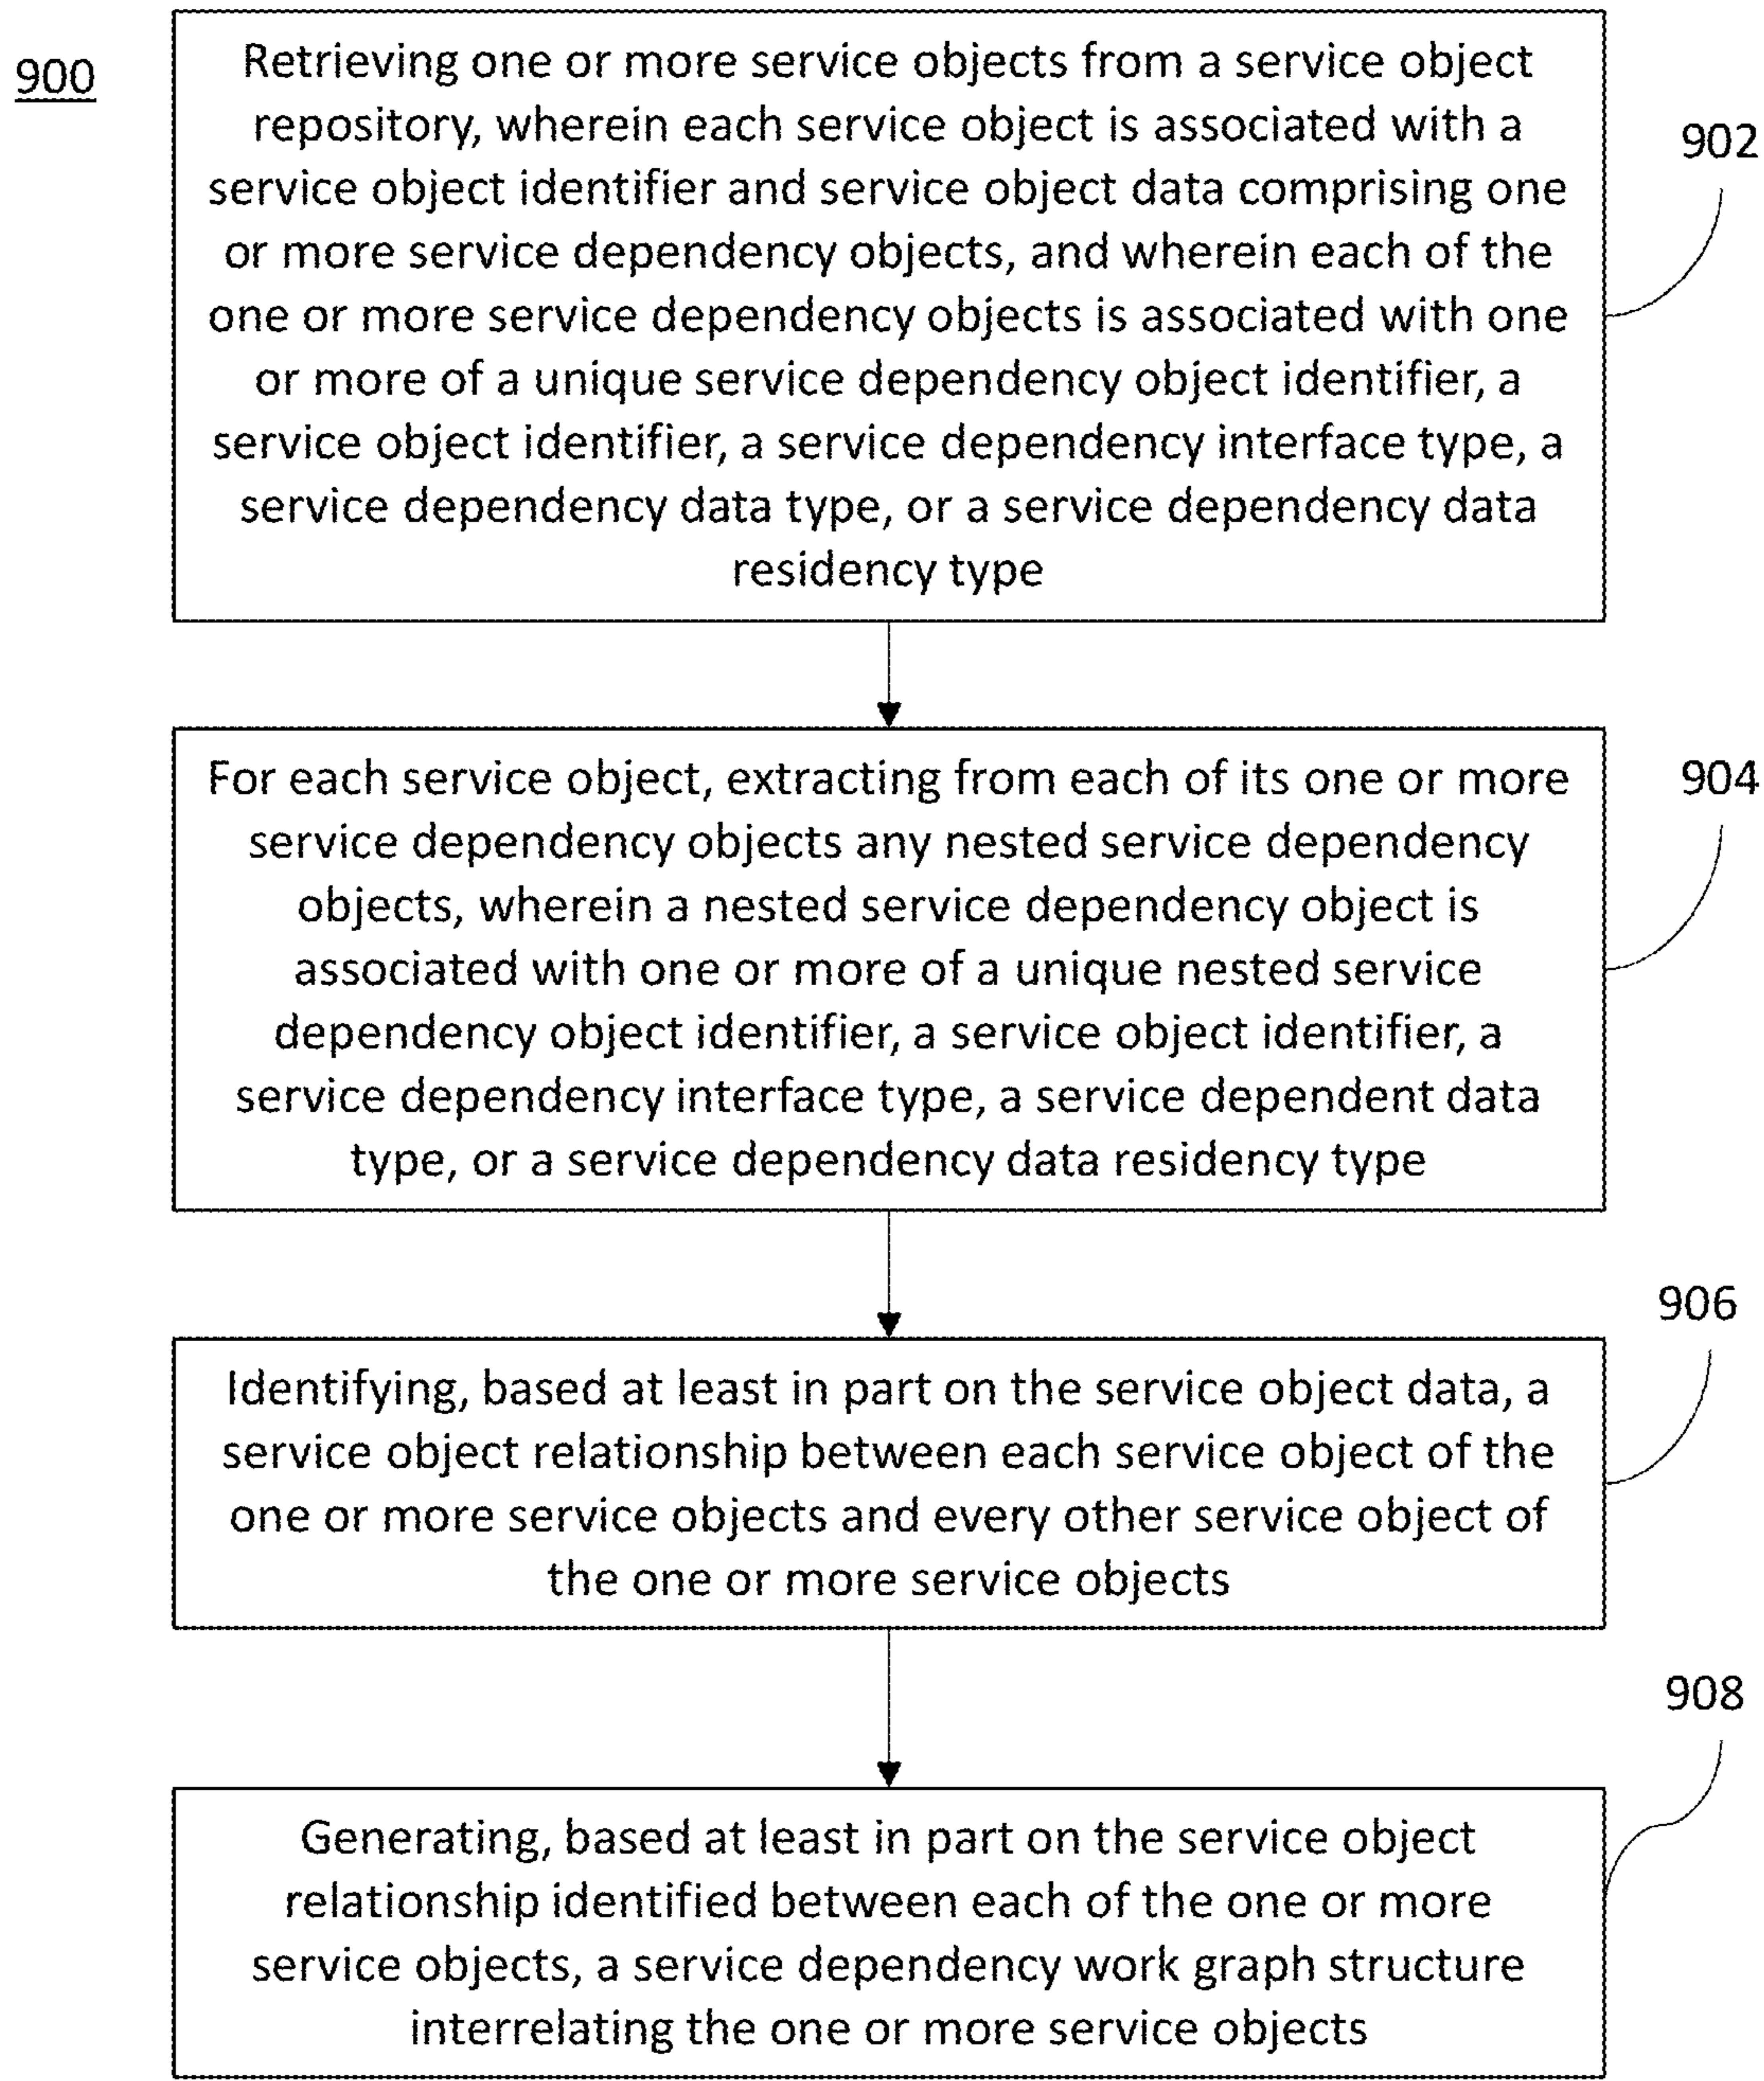 900
Retrieving one or more service objects from a service object
repository, wherein each service object is associated with a
service object identifier and service object data comprising one
or more service dependency objects, and wherein each of the
one or more service dependency objects is associated with one
or more of a unique service dependency object identifier, a
service object identifier, a service dependency interface type, a
service dependency data type, or a service dependency data
residency type
902
For each service object, extracting from each of its one or more
service dependency objects any nested service dependency
objects, wherein a nested service dependency object is
associated with one or more of a unique nested service
dependency object identifier, a service object identifier, a
service dependency interface type, a service dependent data
type, or a service dependency data residency type
904
Identifying, based at least in part on the service object data, a
service object relationship between each service object of the
one or more service objects and every other service object of
the one or more service objects
906
Generating, based at least in part on the service object
relationship identified between each of the one or more
service objects, a service dependency work graph structure
interrelating the one or more service objects
908